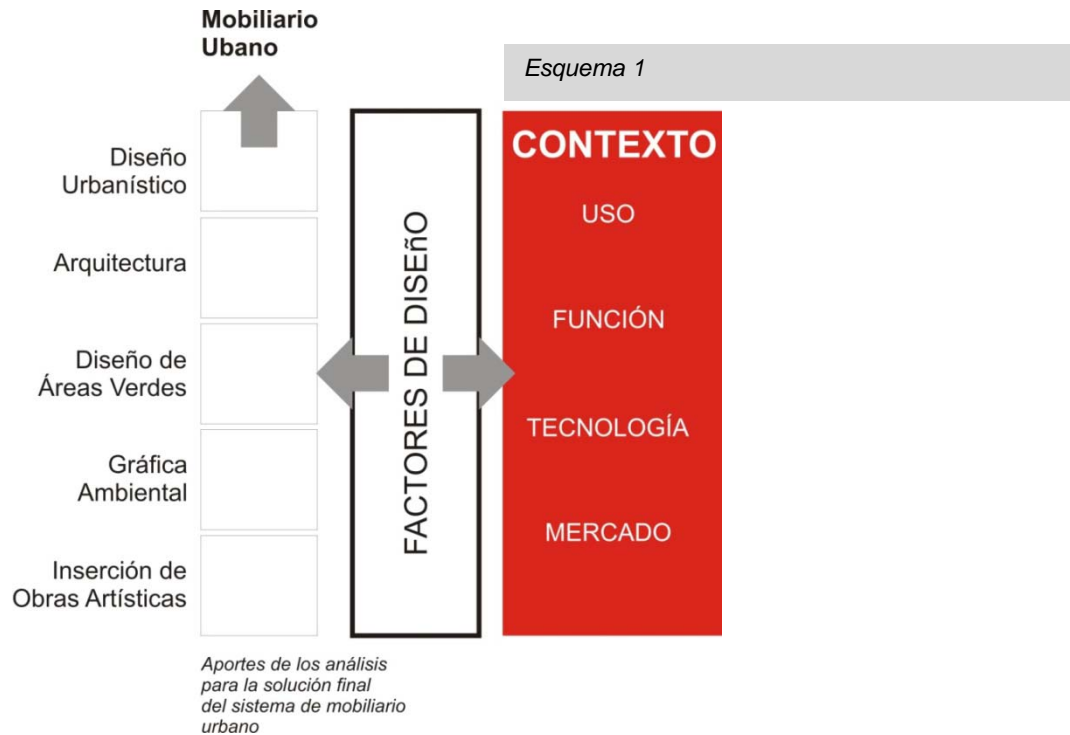 Mobiliario
Ubano
Esquema 1
Diseño
Urbanístico
Arquitectura
Diseño de
Áreas Verdes
Gráfica
Ambiental
Inserción de
Obras Artísticas
FACTORES DE DISEñO
CONTEXTO
USO
FUNCIÓN
TECNOLOGÍA
MERCADO
Aportes de los análisis
para la solución final
del sistema de mobiliario
urbano